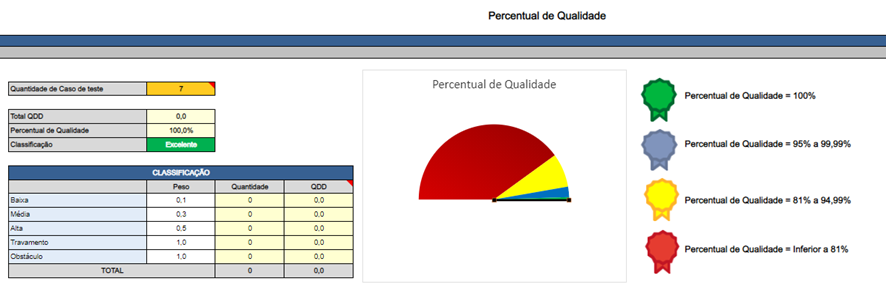 Percentual de Qualidade
Quantidade de Caso de teste 7
Total QDD 0,0
Percentual de Qualidade 100,0%
Classificação Excelente
CLASSIFICAÇÃO
Peso Quantidade QDD
Baixa 0,1 0 0,0
Média 0,3 0 0,0
Alta 0,5 0 0,0
Travamento 1,0 0 0,0
Obstáculo 1,0 0 0,0
TOTAL 0 0,0
Percentual de Qualidade
Percentual de Qualidade = 100%
Percentual de Qualidade = 95% a 99,99%
Percentual de Qualidade = 81% a 94,99%
Percentual de Qualidade = Inferior a 81%